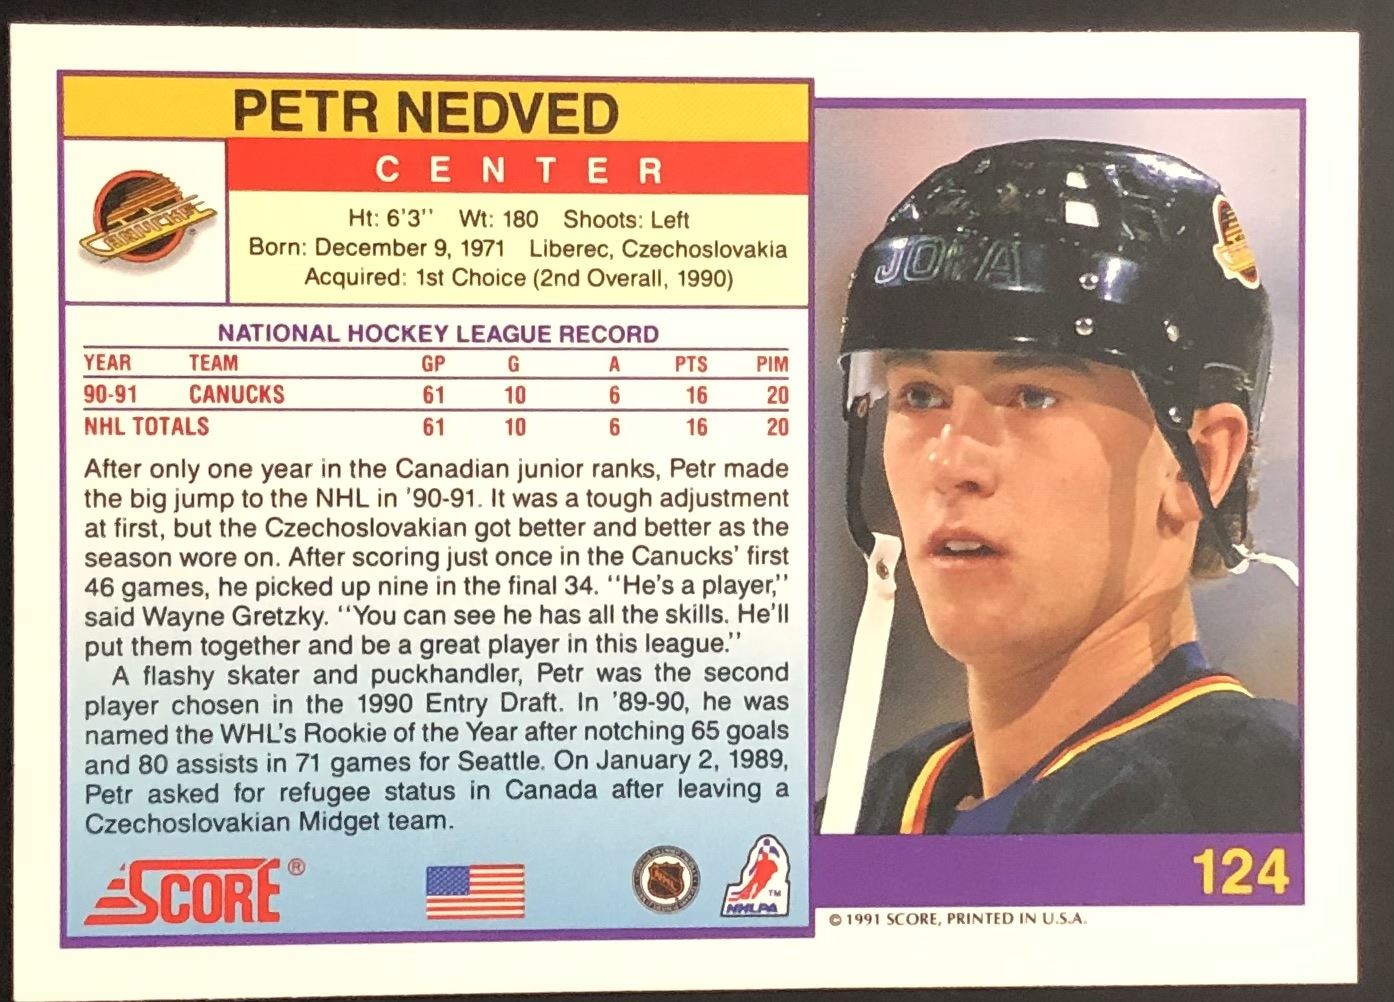 PETR NEDVED
CENTER
CANUCKS
Ht: 6'3'' Wt: 180 Shoots: Left
Born: December 9, 1971 Liberec, Czechoslovakia
Acquired: 1st Choice (2nd Overall, 1990)
NATIONAL HOCKEY LEAGUE RECORD
YEAR TEAM GP G A PTS PIM
90-91 CANUCKS 61 10 6 16 20
NHL TOTALS 61 10 6 16 20
After only one year in the Canadian junior ranks, Petr made
the big jump to the NHL in '90-91. It was a tough adjustment
at first, but the Czechoslovakian got better and better as the
season wore on. After scoring just once in the Canucks' first
46 games, he picked up nine in the final 34. ''He's a player,''
said Wayne Gretzky. ''You can see he has all the skills. He'll
put them together and be a great player in this league.''
A flashy skater and puckhandler, Petr was the second
player chosen in the 1990 Entry Draft. In '89-90, he was
named the WHL's Rookie of the Year after notching 65 goals
and 80 assists in 71 games for Seattle. On January 2, 1989,
Petr asked for refugee status in Canada after leaving a
Czechoslovakian Midget team.
SCORE®
NHL
TM
NHLPA
JOFA
124
© 1991 SCORE, PRINTED IN U.S.A.